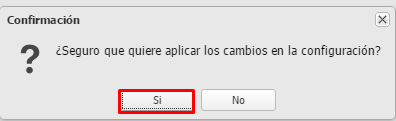 Confirmación
¿Seguro que quiere aplicar los cambios en la configuración?
Si
No